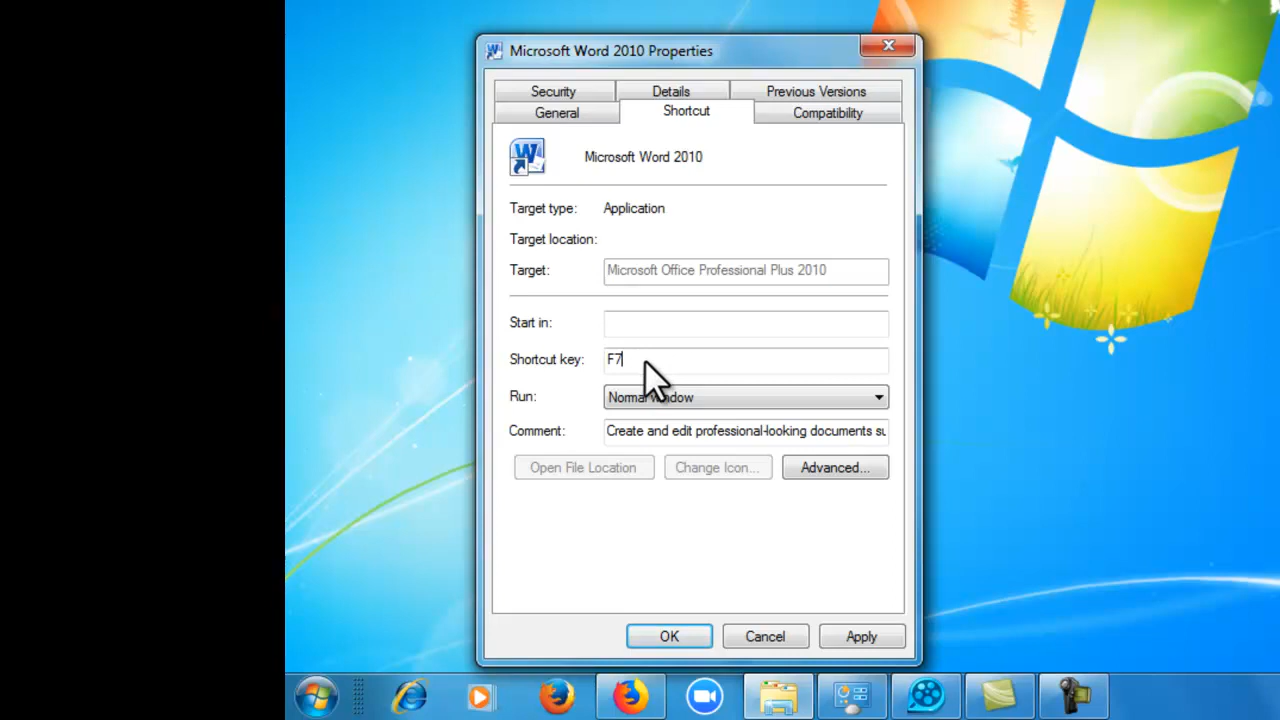 Microsoft Word 2010 Properties
Security Details Previous Versions
General Shortcut Compatibility
Microsoft Word 2010
Target type: Application
Target location:
Target: Microsoft Office Professional Plus 2010
Start in:
Shortcut key: F7
Run: Normal window
Comment: Create and edit professional-looking documents su
Open File Location Change Icon... Advanced...
OK Cancel Apply